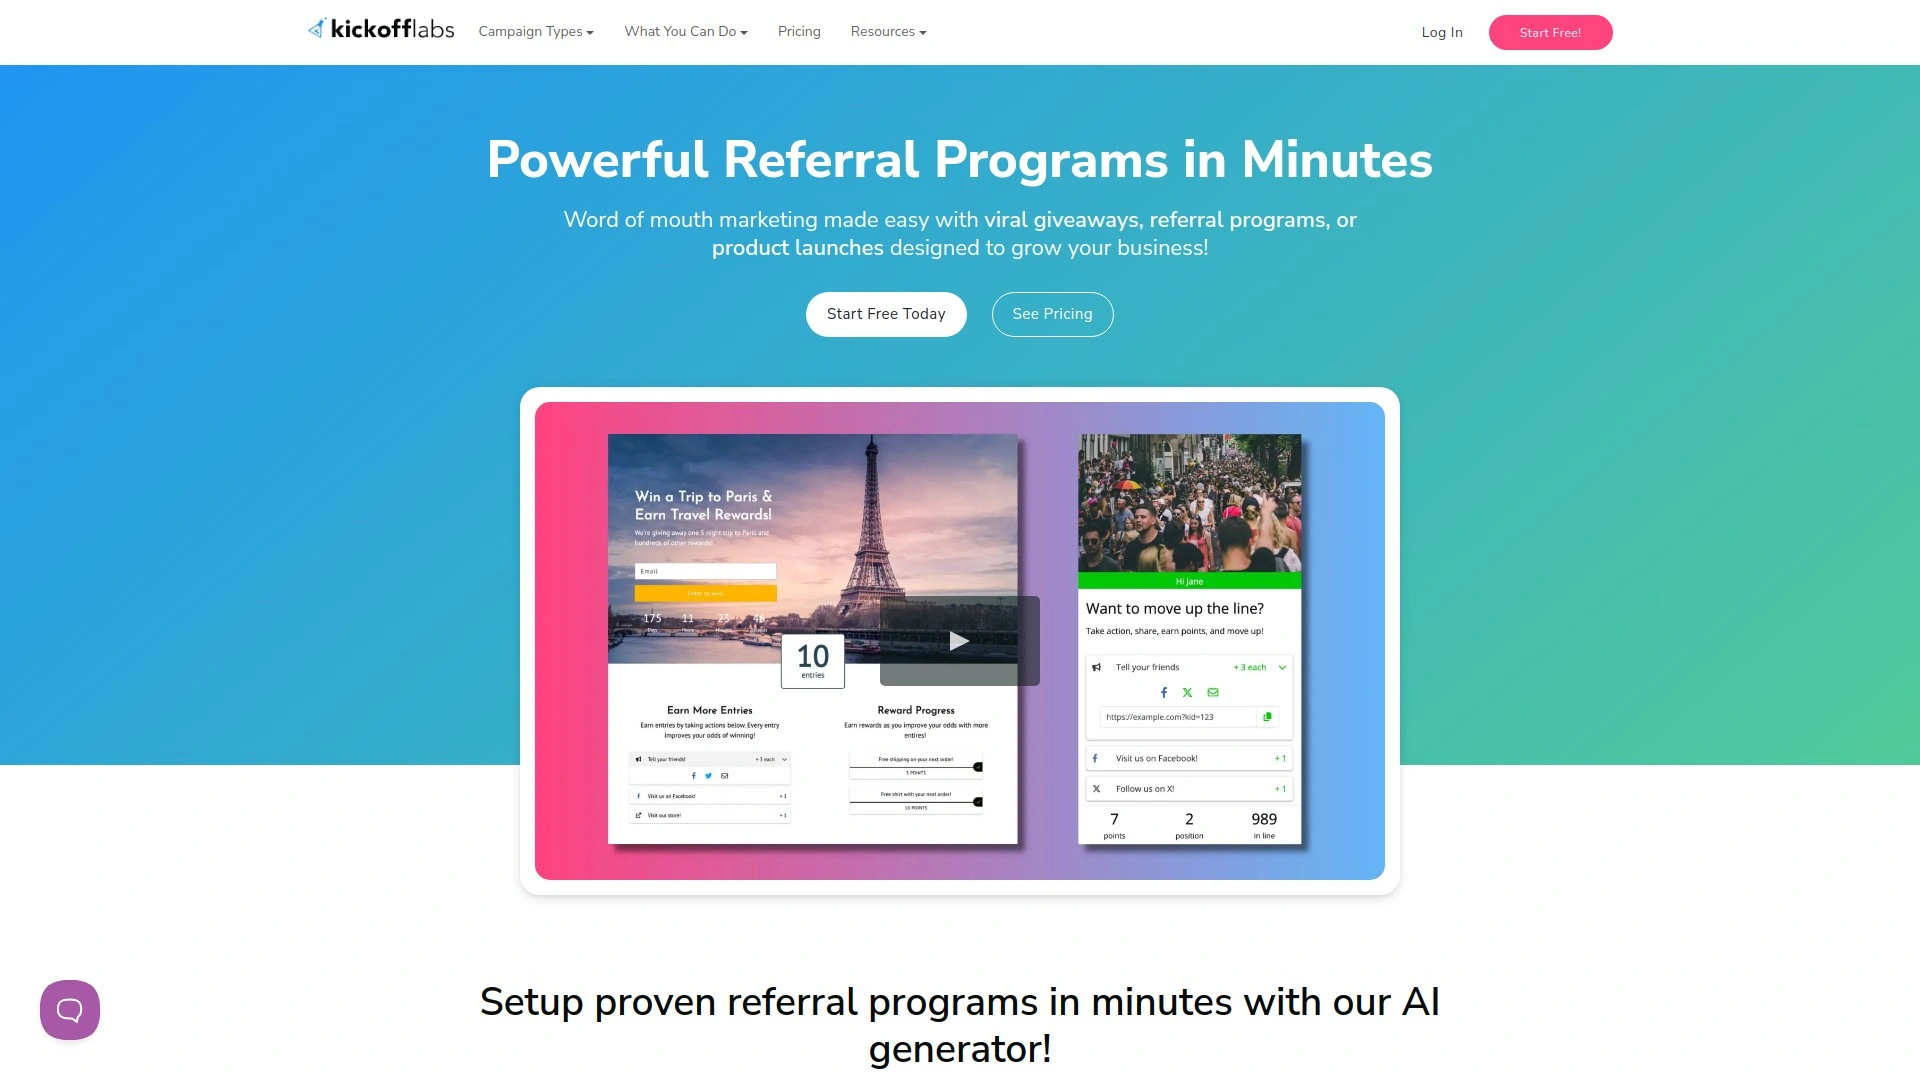 kickofflabs
Campaign Types
What You Can Do
Pricing
Resources
Log In
Start Free!
Powerful Referral Programs in Minutes
Word of mouth marketing made easy with viral giveaways, referral programs, or
product launches designed to grow your business!
Start Free Today
See Pricing
Win a Trip to Paris &
Earn Travel Rewards!
We're giving away one 5 night trip to Paris and
hundreds of other rewards!
Email
Enter to win!
175 11 23 48
Days Hours
10
entries
Earn More Entries
Earn entries by taking actions below. Every entry
improves your odds of winning!
Tell your friends! + 3 each
Visit us on Facebook! + 1
Visit our store! + 1
Reward Progress
Earn rewards as you improve your odds with more
entires!
Free shipping on your next order!
3 POINTS
Free shirt with your next order!
10 POINTS
Hi Jane
Want to move up the line?
Take action, share, earn points, and move up!
Tell your friends + 3 each
https://example.com?kid=123
Visit us on Facebook! + 1
Follow us on X! + 1
7 2 989
points position in line
Setup proven referral programs in minutes with our AI
generator!